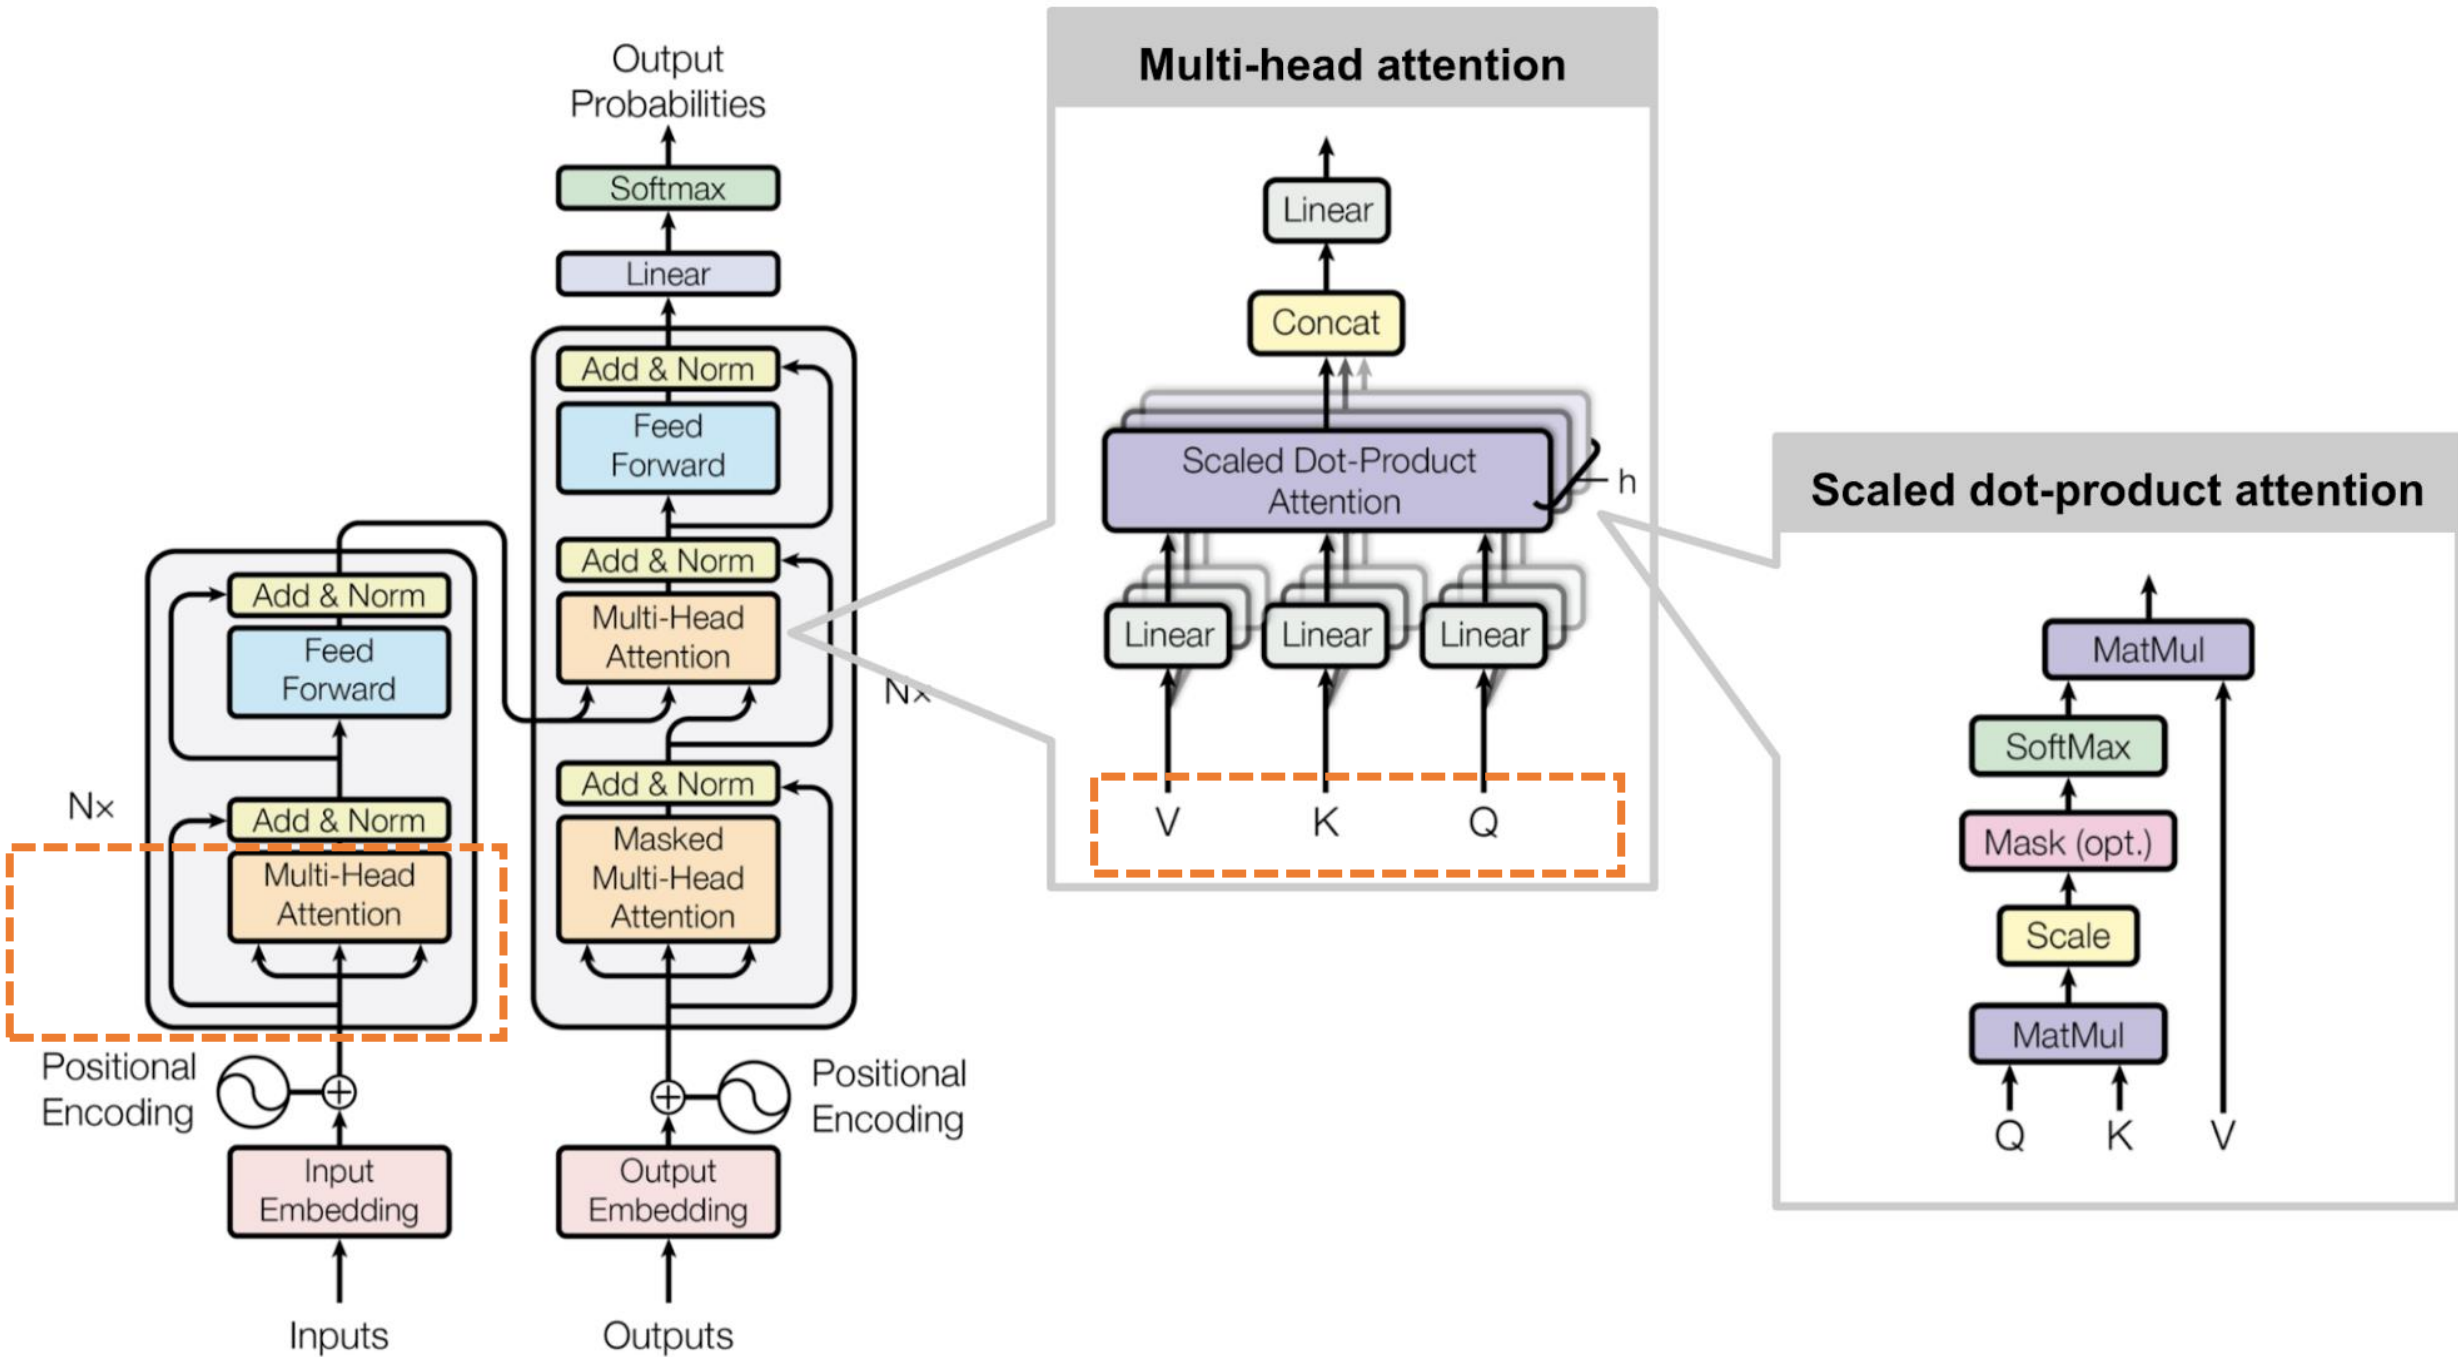 Output
Probabilities
Softmax
Linear
Add & Norm
Feed
Forward
Add & Norm
Multi-Head
Attention
Nx
Add & Norm
Masked
Multi-Head
Attention
Add & Norm
Feed
Forward
Nx
Add & Norm
Multi-Head
Attention
Positional
Encoding
Positional
Encoding
Input
Embedding
Output
Embedding
Inputs
Outputs
Multi-head attention
Linear
Concat
Scaled Dot-Product
Attention
h
Linear
Linear
Linear
V
K
Q
Scaled dot-product attention
MatMul
SoftMax
Mask (opt.)
Scale
MatMul
Q
K
V